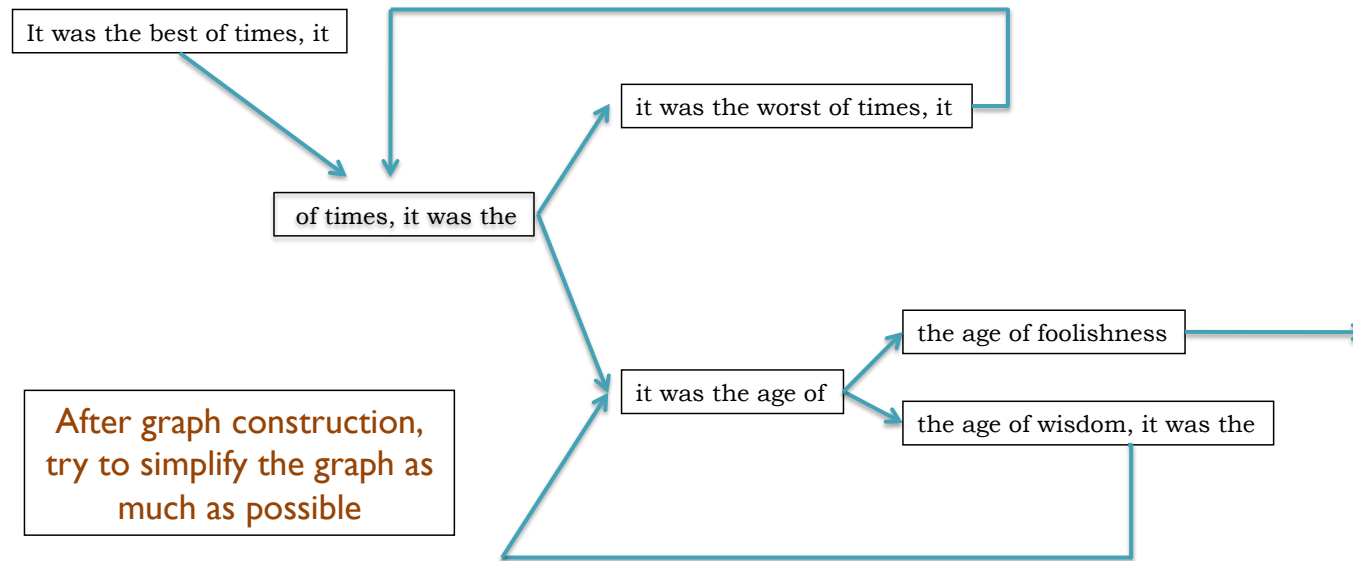 It was the best of times, it
it was the worst of times, it
of times, it was the
the age of foolishness
it was the age of
the age of wisdom, it was the
After graph construction,
try to simplify the graph as
much as possible